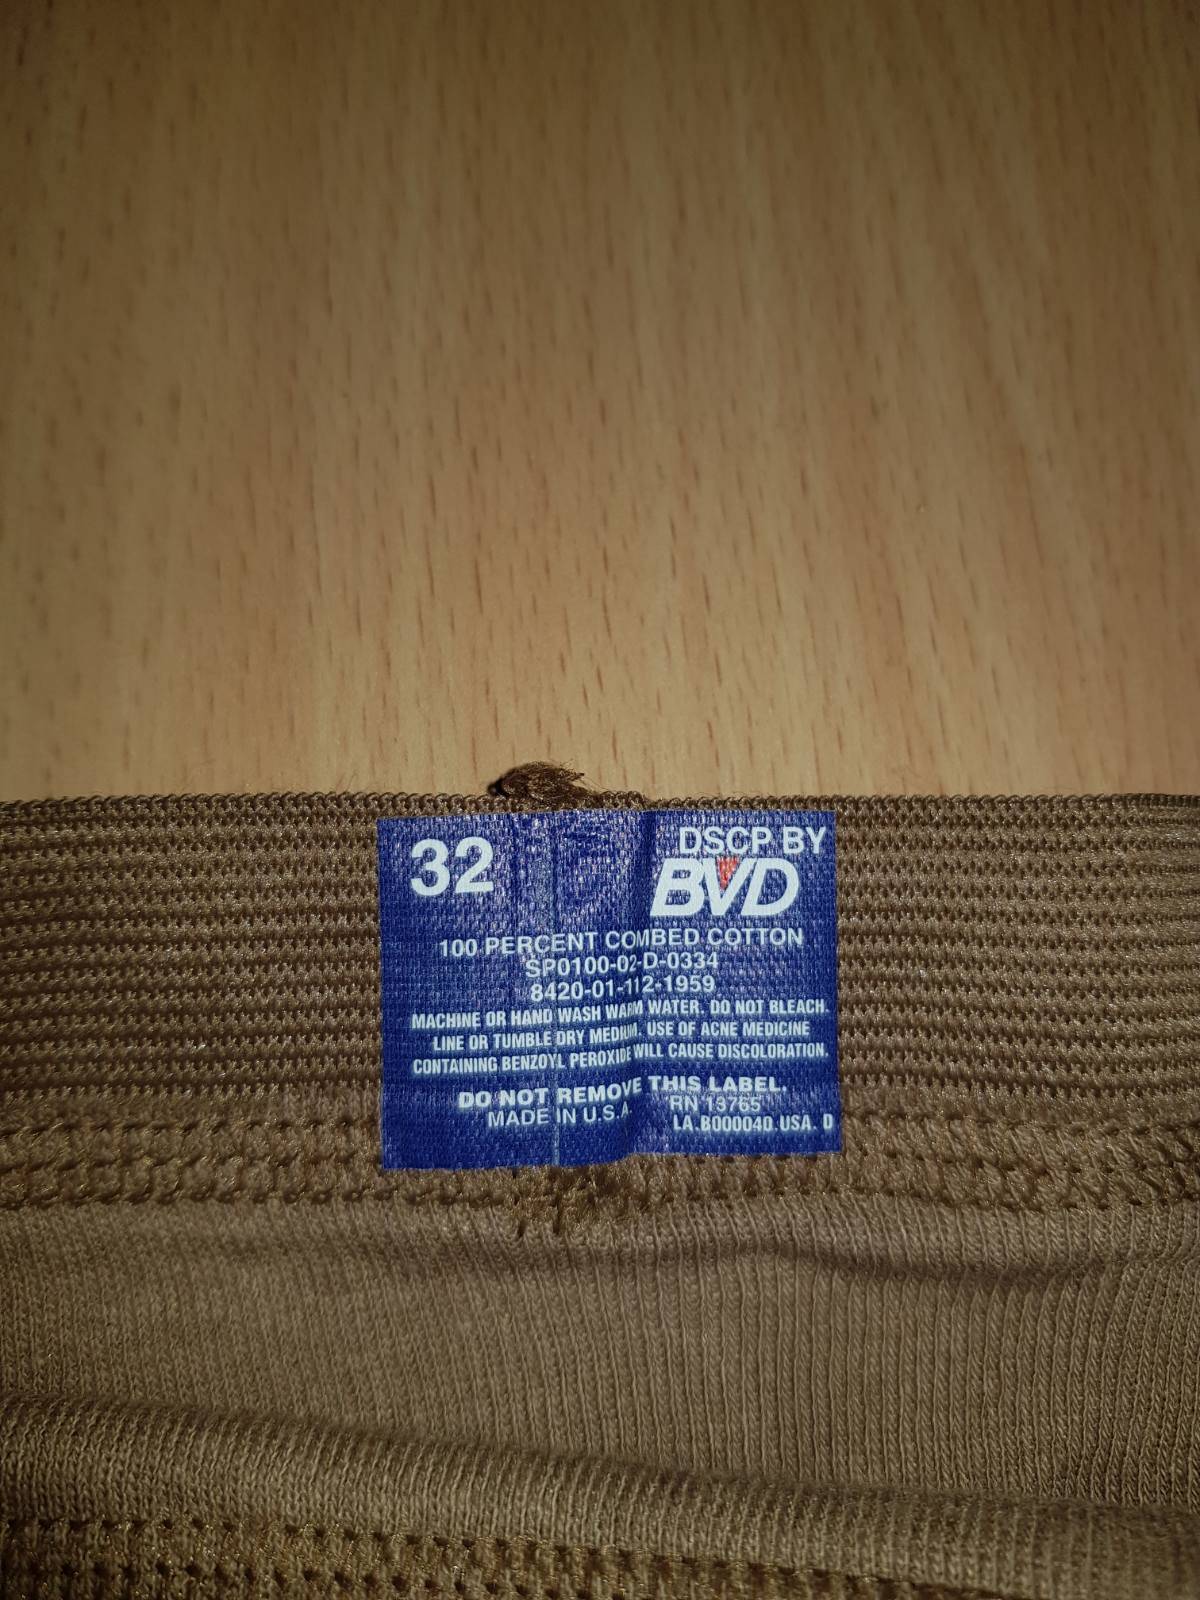 32
DSCP BY
BVD
100 PERCENT COMBED COTTON
SP0100-02-D-0334
8420-01-112-1959
MACHINE OR HAND WASH WARM WATER. DO NOT BLEACH.
LINE OR TUMBLE DRY MEDIUM. USE OF ACNE MEDICINE
CONTAINING BENZOYL PEROXIDE WILL CAUSE DISCOLORATION.
DO NOT REMOVE THIS LABEL.
MADE IN U.S.A. RN 13765
LA.B000040.USA. D